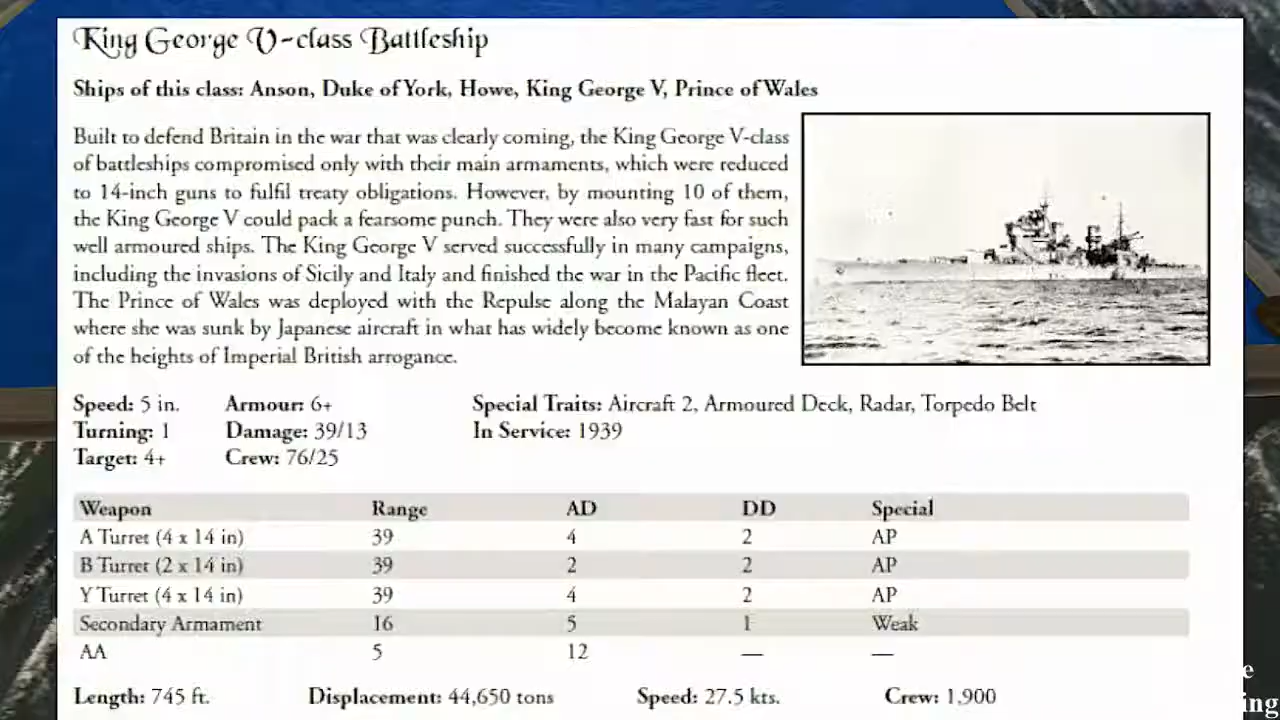 King George V-class Battleship
Ships of this class: Anson, Duke of York, Howe, King George V, Prince of Wales
Built to defend Britain in the war that was clearly coming, the King George V-class
of battleships compromised only with their main armaments, which were reduced
to 14-inch guns to fulfil treaty obligations. However, by mounting 10 of them,
the King George V could pack a fearsome punch. They were also very fast for such
well armoured ships. The King George V served successfully in many campaigns,
including the invasions of Sicily and Italy and finished the war in the Pacific fleet.
The Prince of Wales was deployed with the Repulse along the Malayan Coast
where she was sunk by Japanese aircraft in what has widely become known as one
of the heights of Imperial British arrogance.
Speed: 5 in. Armour: 6+ Special Traits: Aircraft 2, Armoured Deck, Radar, Torpedo Belt
Turning: 1 Damage: 39/13 In Service: 1939
Target: 4+ Crew: 76/25
Weapon Range AD DD Special
A Turret (4 x 14 in) 39 4 2 AP
B Turret (2 x 14 in) 39 2 2 AP
Y Turret (4 x 14 in) 39 4 2 AP
Secondary Armament 16 5 1 Weak
AA 5 12 — —
Length: 745 ft. Displacement: 44,650 tons Speed: 27.5 kts. Crew: 1,900